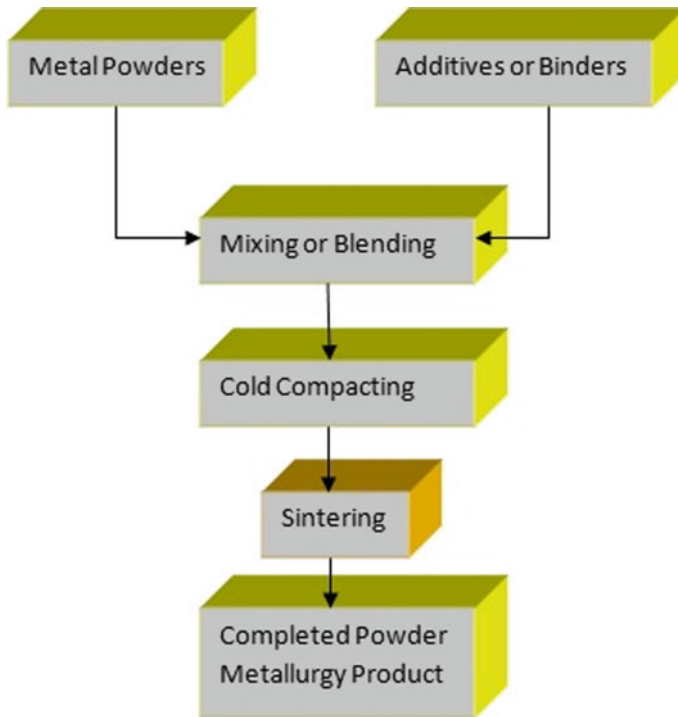 Metal Powders
Additives or Binders
Mixing or Blending
Cold Compacting
Sintering
Completed Powder
Metallurgy Product